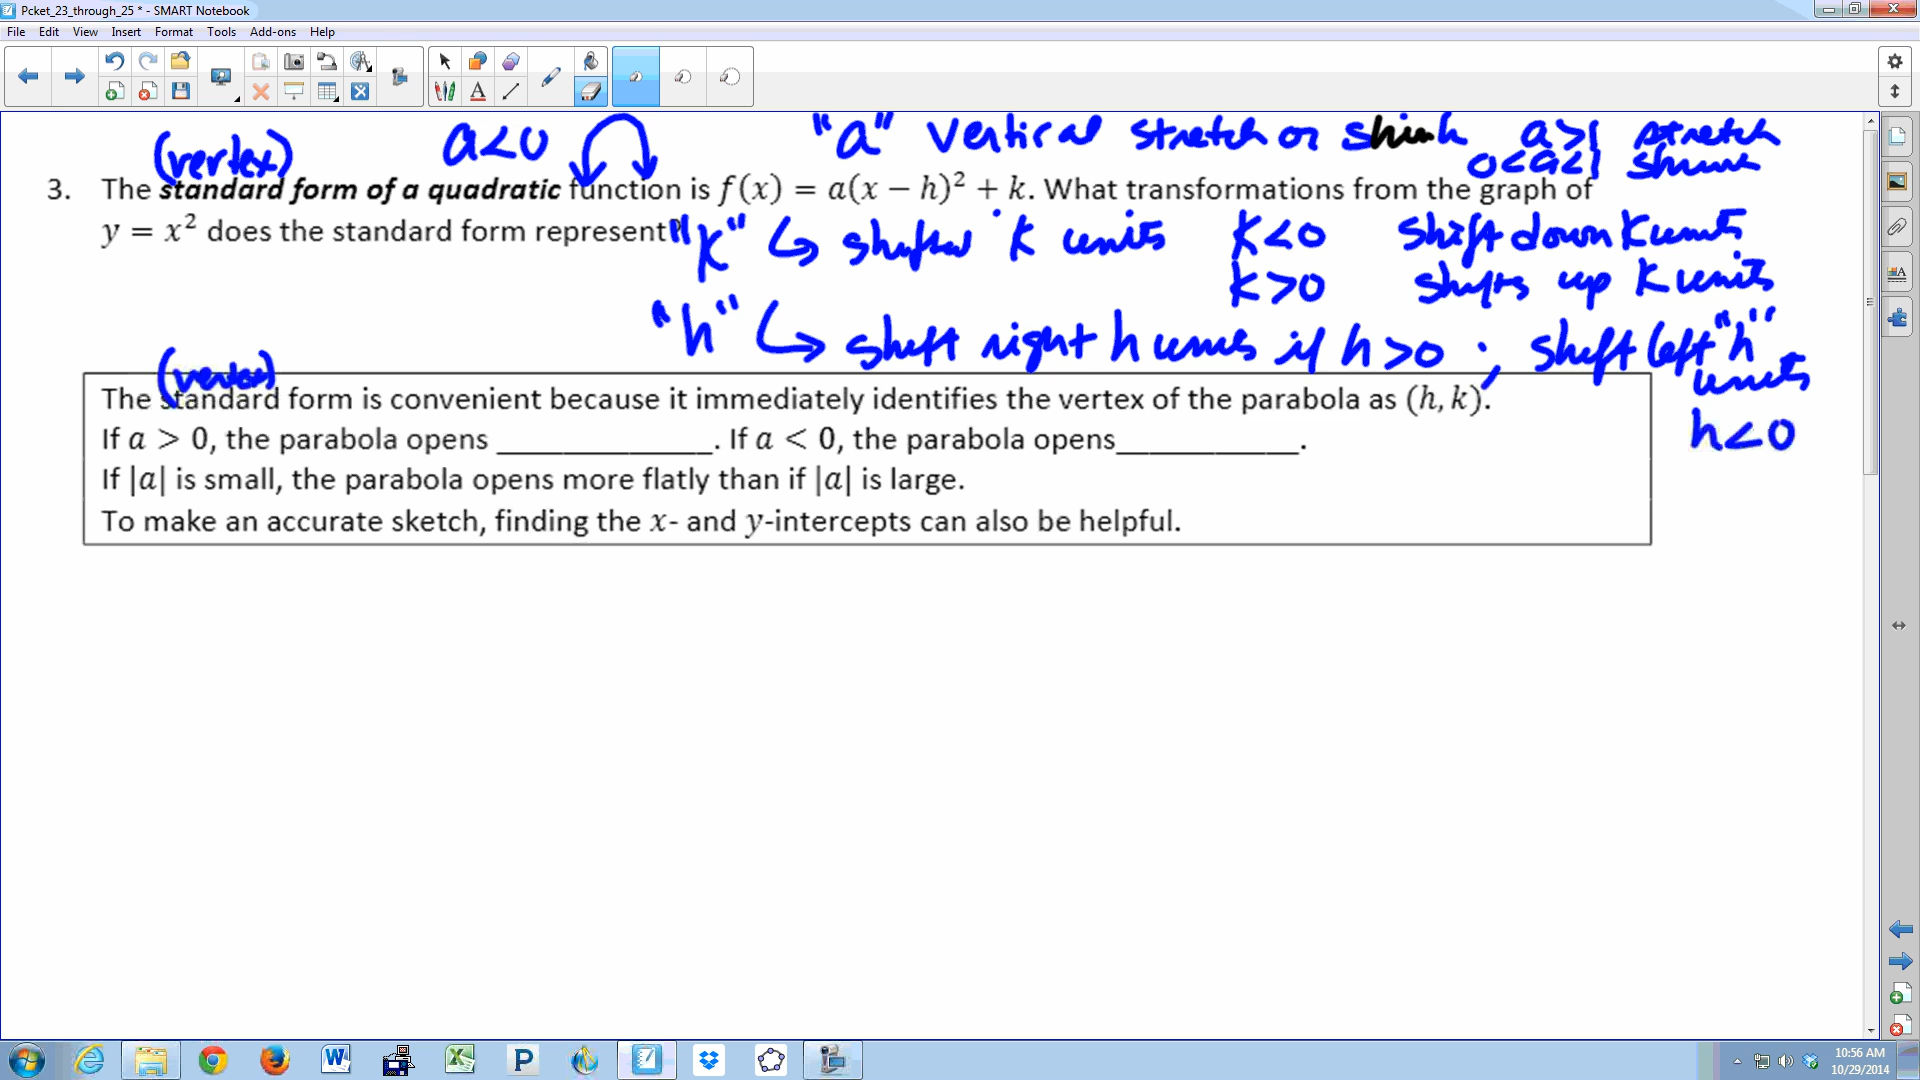 Pcket_23_through_25 * - SMART Notebook
File Edit View Insert Format Tools Add-ons Help
(vertex) a<0 "a" vertical stretch or shink a>1 stretch
0<a<1 shrink
3. The standard form of a quadratic function is f(x) = a(x − h)² + k. What transformations from the graph of
y = x² does the standard form represent?
"k" ↪ shifted k units k<0 shift down k units
k>0 shifts up k units
"h" ↪ shift right h units if h>0 ; shift left "h"
units
h<0
(vertex)
The standard form is convenient because it immediately identifies the vertex of the parabola as (h, k).
If a > 0, the parabola opens ______________. If a < 0, the parabola opens____________.
If |a| is small, the parabola opens more flatly than if |a| is large.
To make an accurate sketch, finding the x- and y-intercepts can also be helpful.
10:56 AM
10/29/2014